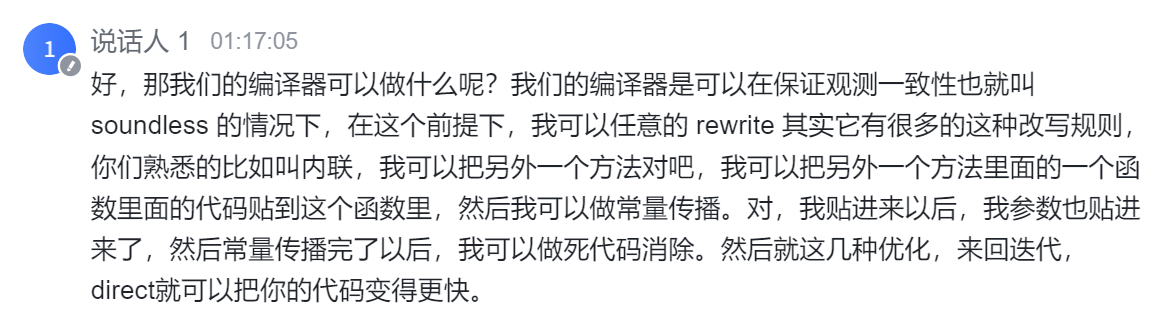 1
说话人 1 01:17:05
好，那我们的编译器可以做什么呢？我们的编译器是可以在保证观测一致性也就叫
soundless 的情况下，在这个前提下，我可以任意的 rewrite 其实它有很多的这种改写规则，
你们熟悉的比如叫内联，我可以把另外一个方法对吧，我可以把另外一个方法里面的一个函
数里面的代码贴到这个函数里，然后我可以做常量传播。对，我贴进来以后，我参数也贴进
来了，然后常量传播完了以后，我可以做死代码消除。然后就这几种优化，来回迭代，
direct就可以把你的代码变得更快。